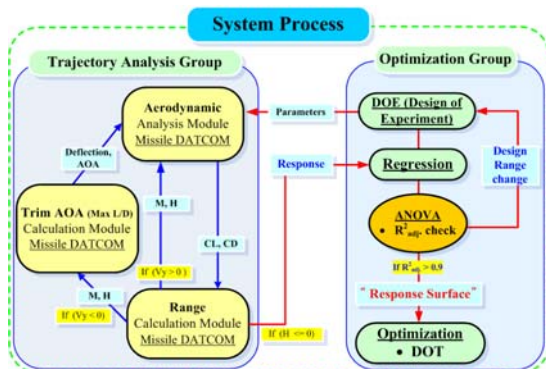 System Process
Trajectory Analysis Group
Optimization Group
Aerodynamic
Analysis Module
Missile DATCOM
Parameters
DOE (Design of
Experiment)
Deflection,
AOA
Response
Regression
Design
Range
change
M, H
Trim AOA (Max L/D)
Calculation Module
Missile DATCOM
CL, CD
ANOVA
• R²adj. check
If (Vy > 0 )
If R²adj. > 0.9
M, H
If (Vy < 0)
Range
Calculation Module
Missile DATCOM
If (H <= 0)
“ Response Surface”
Optimization
• DOT